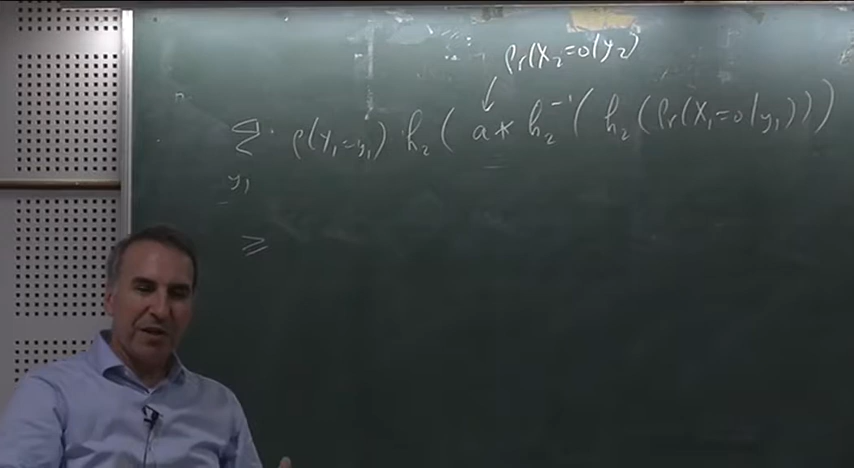 Pr(X₂=0|y₂)
Σ p(Y₁=y₁) h₂( a * h₂⁻¹( h₂(Pr(X₁=0|y₁)))
y₁
≥